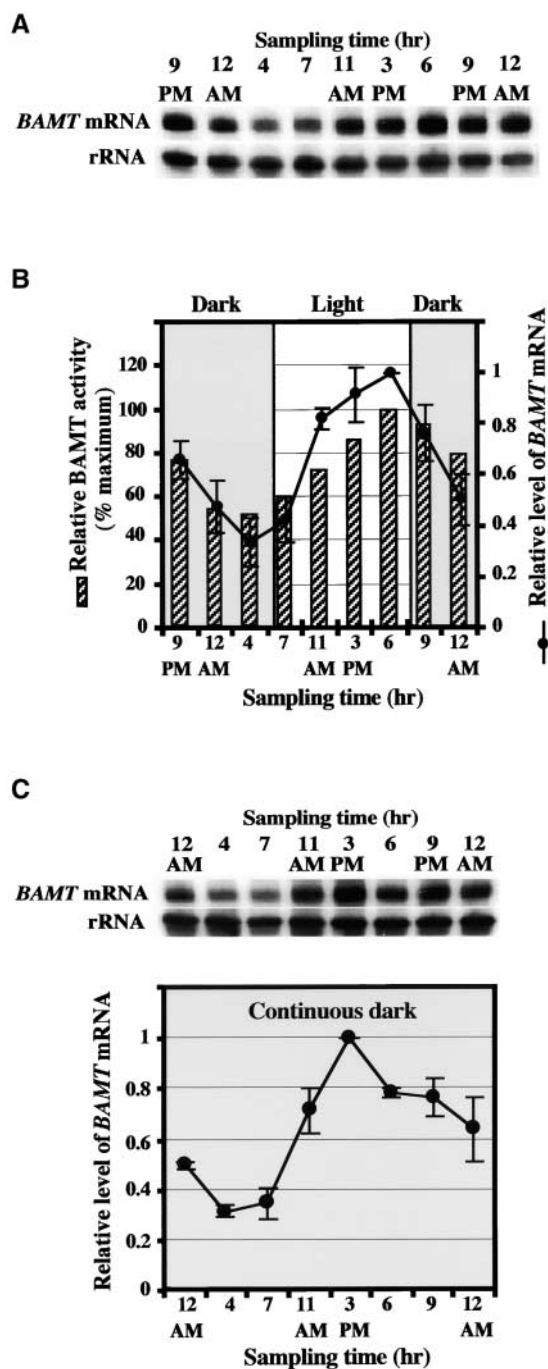 A
Sampling time (hr)
9 12 4 7 11 3 6 9 12
PM AM AM PM PM AM
BAMT mRNA
rRNA
B
Dark Light Dark
Relative BAMT activity
(% maximum)
120
100
80
60
40
20
0
1
0.8
0.6
0.4
0.2
0
Relative level of BAMT mRNA
9 12 4 7 11 3 6 9 12
PM AM AM PM AM
Sampling time (hr)
C
Sampling time (hr)
12 4 7 11 3 6 9 12
AM AM PM PM AM
BAMT mRNA
rRNA
Relative level of BAMT mRNA
Continuous dark
1
0.8
0.6
0.4
0.2
0
12 4 7 11 3 6 9 12
AM AM PM AM
Sampling time (hr)